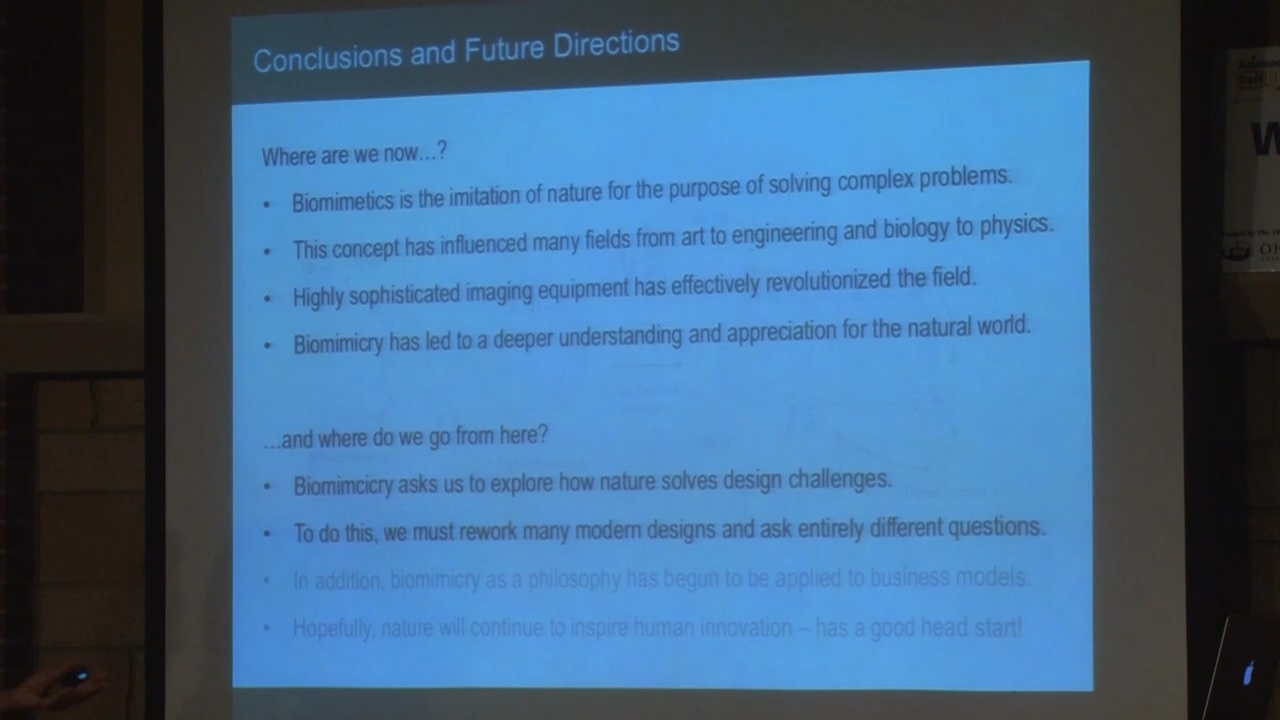 Conclusions and Future Directions
Where are we now...?
• Biomimetics is the imitation of nature for the purpose of solving complex problems.
• This concept has influenced many fields from art to engineering and biology to physics.
• Highly sophisticated imaging equipment has effectively revolutionized the field.
• Biomimicry has led to a deeper understanding and appreciation for the natural world.
...and where do we go from here?
• Biomimcicry asks us to explore how nature solves design challenges.
• To do this, we must rework many modern designs and ask entirely different questions.
• In addition, biomimicry as a philosophy has begun to be applied to business models.
• Hopefully, nature will continue to inspire human innovation – has a good head start!
Science
W